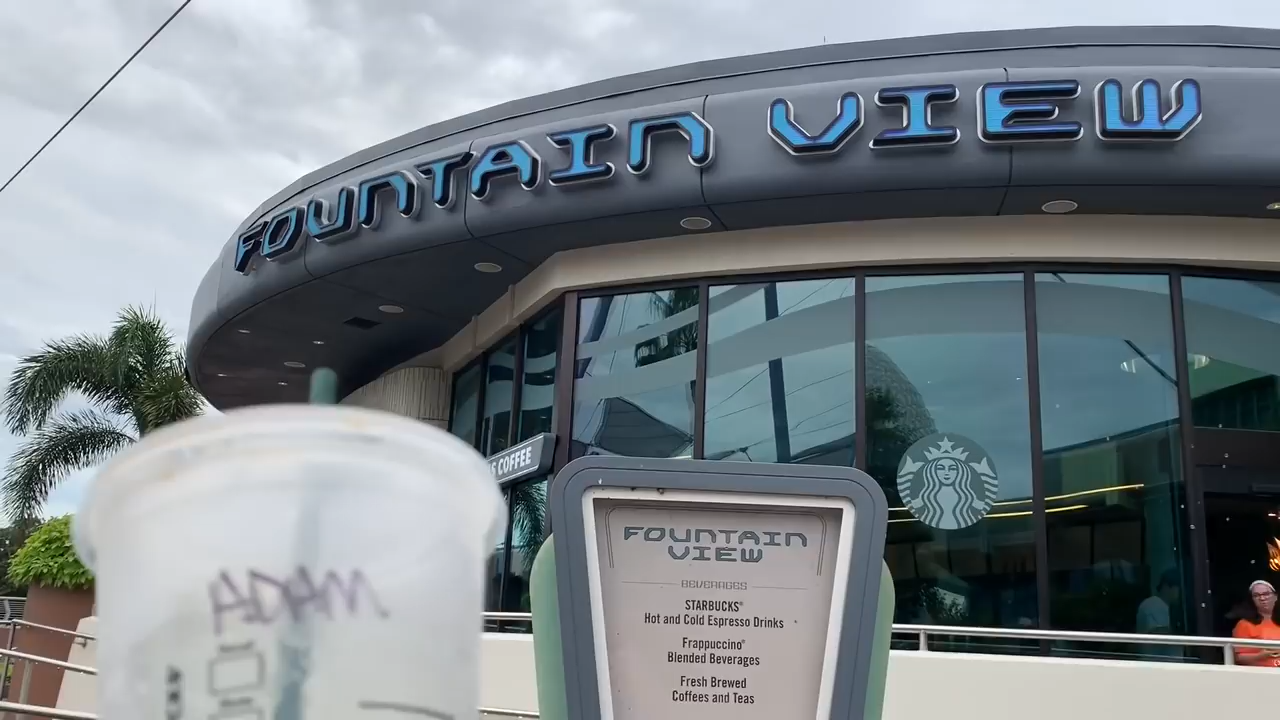 FOUNTAIN VIEW
COFFEE
FOUNTAIN
VIEW
BEVERAGES
STARBUCKS®
Hot and Cold Espresso Drinks
Frappuccino®
Blended Beverages
Fresh Brewed
Coffees and Teas
ADAM